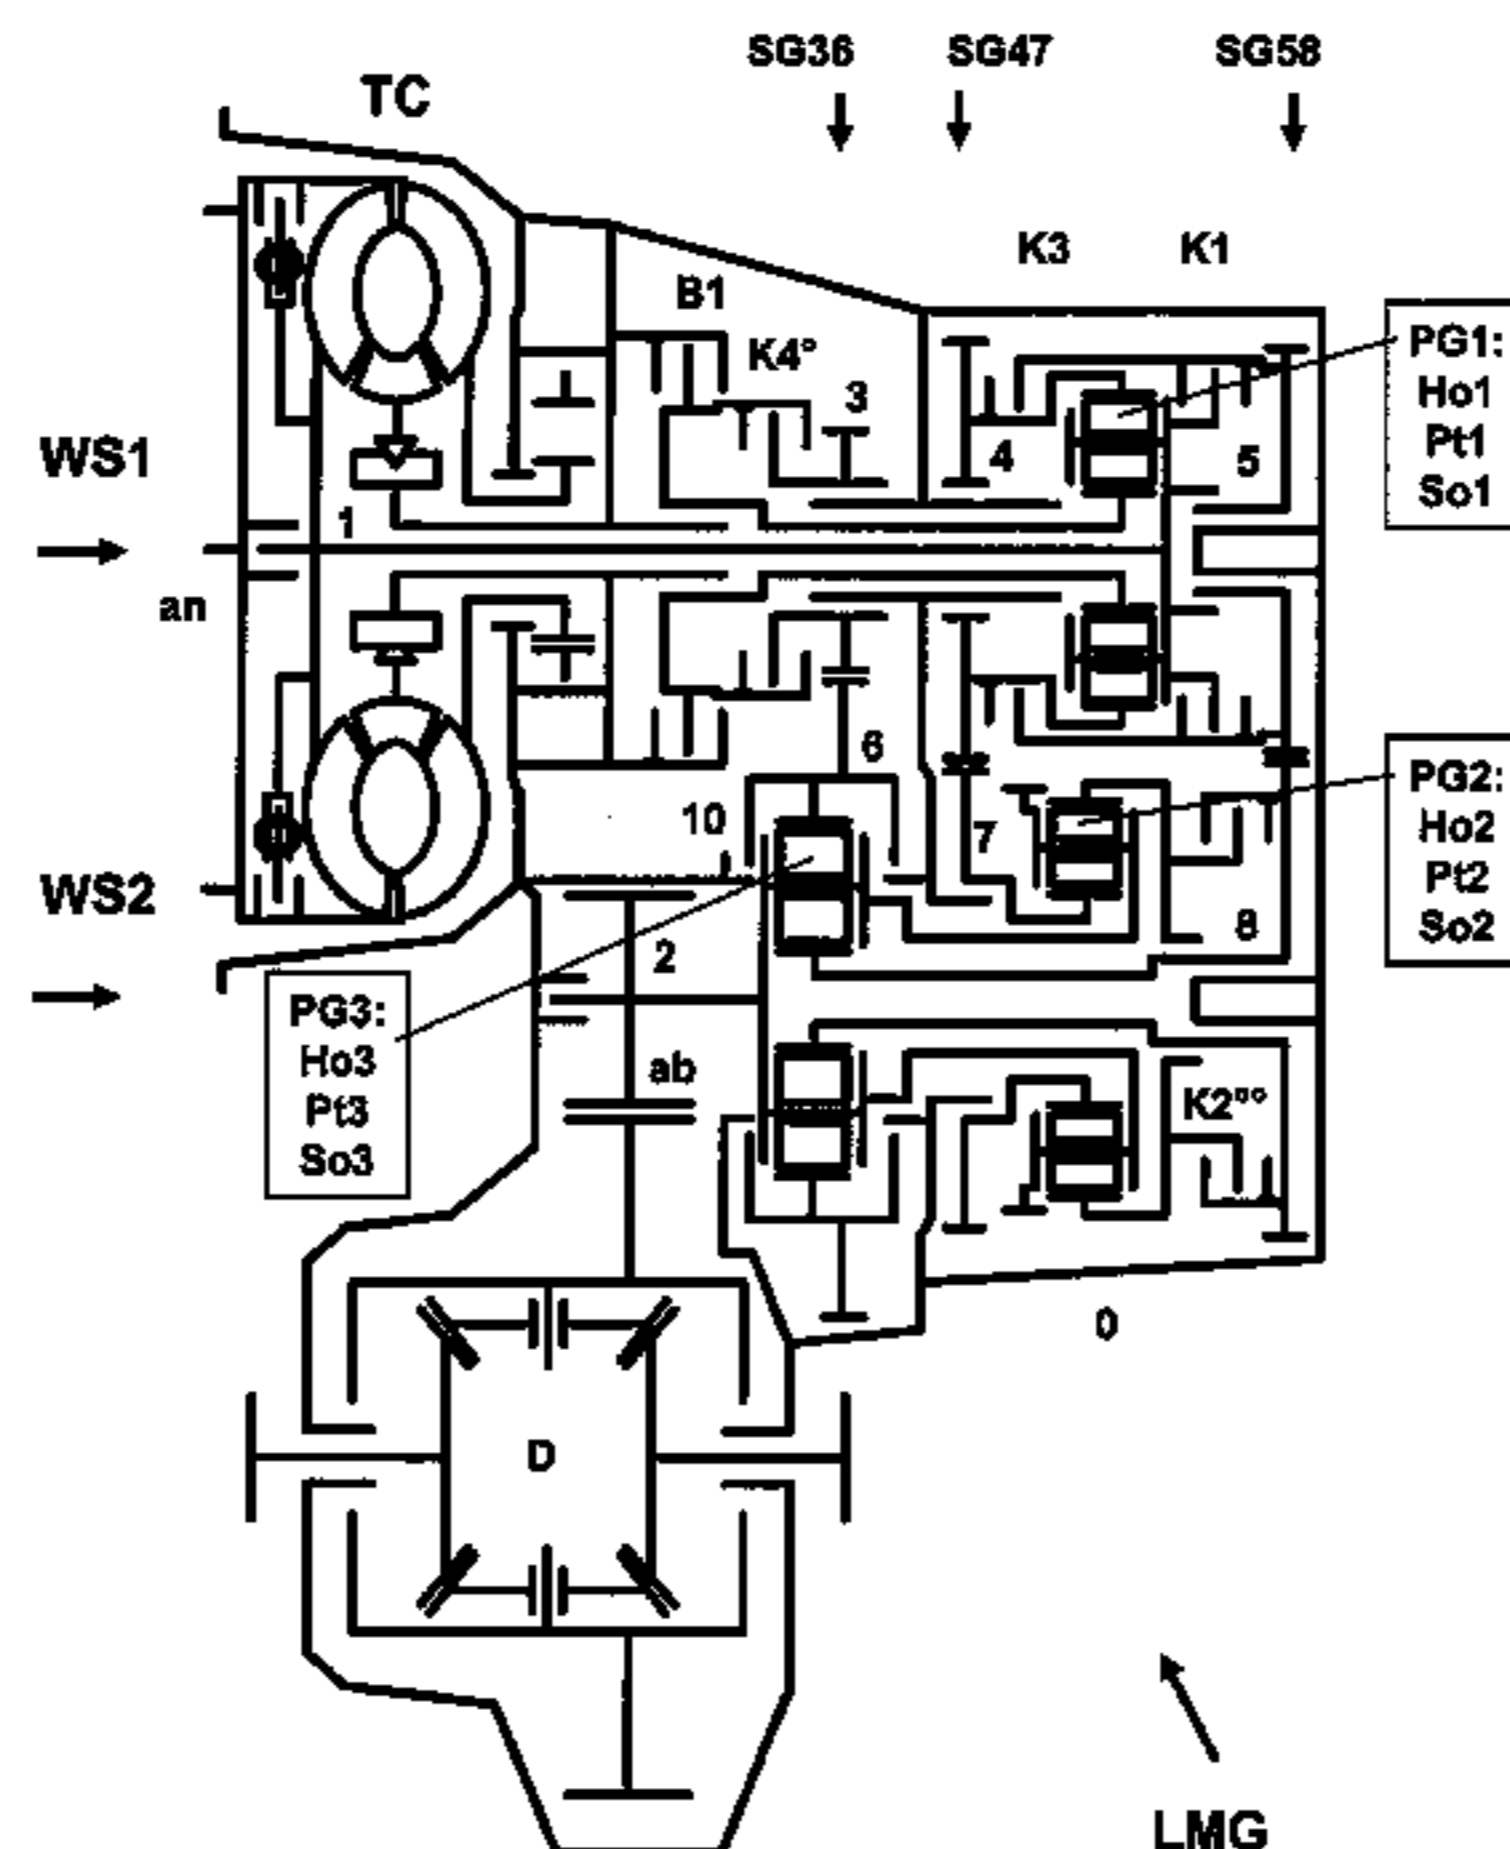 SG36 SG47 SG58
TC
K3 K1
B1
K4°
PG1:
Ho1
Pt1
So1
3
WS1
4
5
1
an
6
PG2:
Ho2
Pt2
So2
10
7
WS2
8
2
PG3:
Ho3
Pt3
So3
ab
K2°°
0
D
LMG